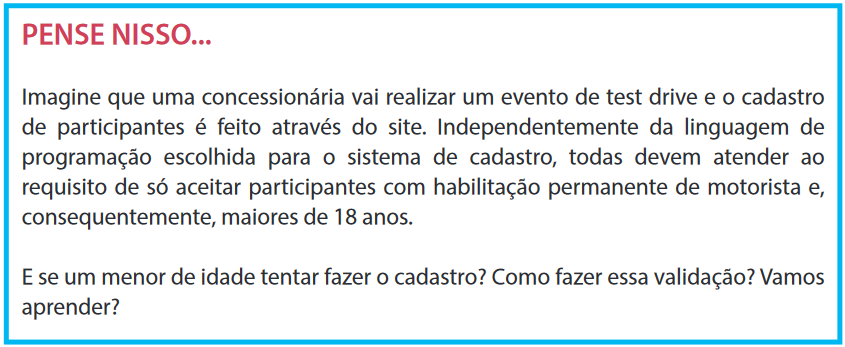 PENSE NISSO...
Imagine que uma concessionária vai realizar um evento de test drive e o cadastro
de participantes é feito através do site. Independentemente da linguagem de
programação escolhida para o sistema de cadastro, todas devem atender ao
requisito de só aceitar participantes com habilitação permanente de motorista e,
consequentemente, maiores de 18 anos.
E se um menor de idade tentar fazer o cadastro? Como fazer essa validação? Vamos
aprender?